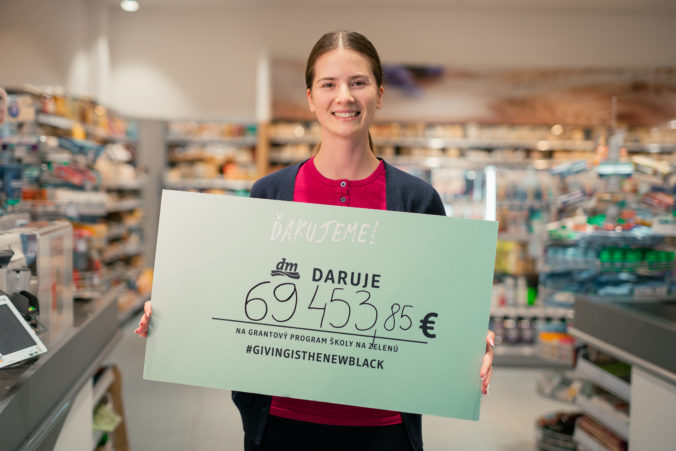 ĎAKUJEME!
dm DARUJE
69 453,85 €
NA GRANTOVÝ PROGRAM ŠKOLY NA ZELENÚ
#GIVINGISTHENEWBLACK